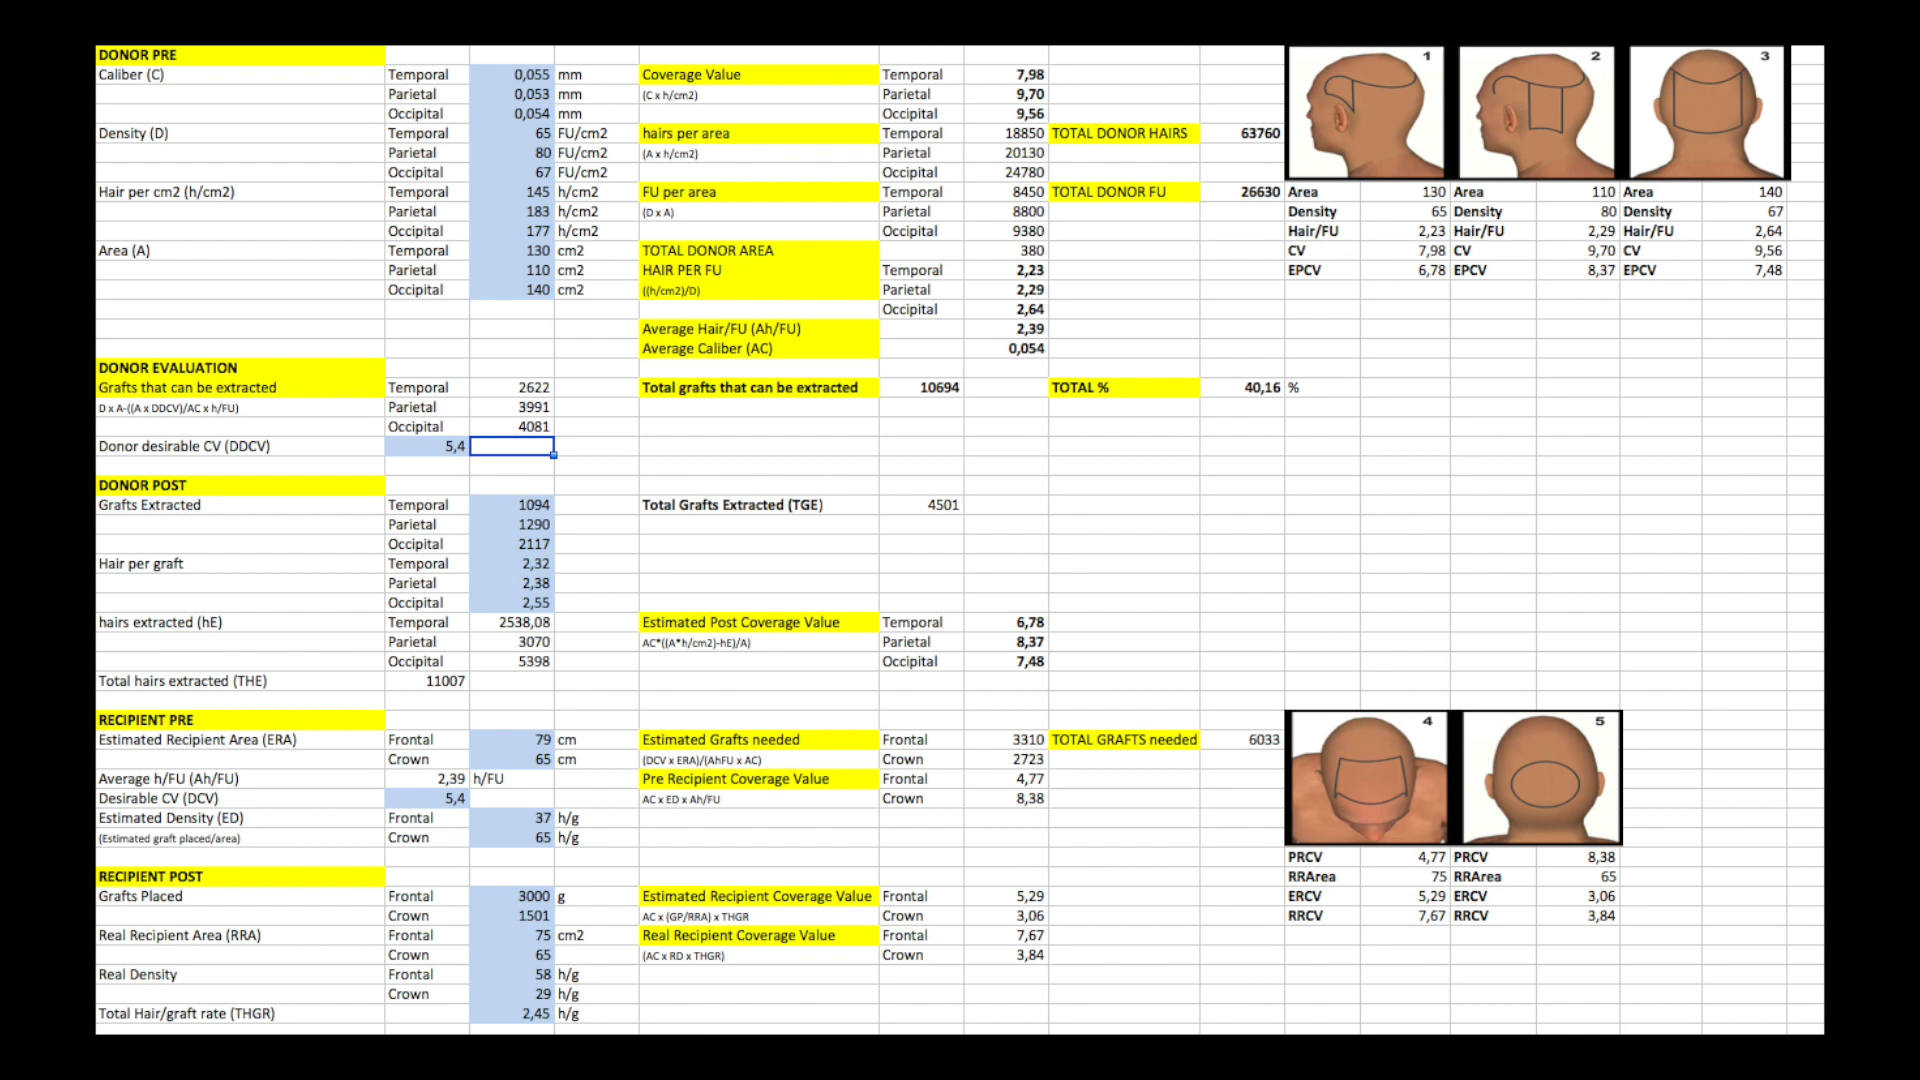 DONOR PRE
Caliber (C) Temporal 0,055 mm Coverage Value Temporal 7,98 1 2 3
Parietal 0,053 mm (C x h/cm2) Parietal 9,70
Occipital 0,054 mm Occipital 9,56
Density (D) Temporal 65 FU/cm2 hairs per area Temporal 18850 TOTAL DONOR HAIRS 63760
Parietal 80 FU/cm2 (A x h/cm2) Parietal 20130
Occipital 67 FU/cm2 Occipital 24780
Hair per cm2 (h/cm2) Temporal 145 h/cm2 FU per area Temporal 8450 TOTAL DONOR FU 26630 Area 130 Area 110 Area 140
Parietal 183 h/cm2 (D x A) Parietal 8800 Density 65 Density 80 Density 67
Occipital 177 h/cm2 Occipital 9380 Hair/FU 2,23 Hair/FU 2,29 Hair/FU 2,64
Area (A) Temporal 130 cm2 TOTAL DONOR AREA 380 CV 7,98 CV 9,70 CV 9,56
Parietal 110 cm2 HAIR PER FU Temporal 2,23 EPCV 6,78 EPCV 8,37 EPCV 7,48
Occipital 140 cm2 ((h/cm2)/D) Parietal 2,29
Occipital 2,64
Average Hair/FU (Ah/FU) 2,39
Average Caliber (AC) 0,054
DONOR EVALUATION
Grafts that can be extracted Temporal 2622 Total grafts that can be extracted 10694 TOTAL % 40,16 %
D x A-((A x DDCV)/AC x h/FU) Parietal 3991
Occipital 4081
Donor desirable CV (DDCV) 5,4
DONOR POST
Grafts Extracted Temporal 1094 Total Grafts Extracted (TGE) 4501
Parietal 1290
Occipital 2117
Hair per graft Temporal 2,32
Parietal 2,38
Occipital 2,55
hairs extracted (hE) Temporal 2538,08 Estimated Post Coverage Value Temporal 6,78
Parietal 3070 AC*((A*h/cm2)-hE)/A) Parietal 8,37
Occipital 5398 Occipital 7,48
Total hairs extracted (THE) 11007
RECIPIENT PRE 4 5
Estimated Recipient Area (ERA) Frontal 79 cm Estimated Grafts needed Frontal 3310 TOTAL GRAFTS needed 6033
Crown 65 cm (DCV x ERA)/(AhFU x AC) Crown 2723
Average h/FU (Ah/FU) 2,39 h/FU Pre Recipient Coverage Value Frontal 4,77
Desirable CV (DCV) 5,4 AC x ED x Ah/FU Crown 8,38
Estimated Density (ED) Frontal 37 h/g
(Estimated graft placed/area) Crown 65 h/g
PRCV 4,77 PRCV 8,38
RECIPIENT POST RRArea 75 RRArea 65
Grafts Placed Frontal 3000 g Estimated Recipient Coverage Value Frontal 5,29 ERCV 5,29 ERCV 3,06
Crown 1501 AC x (GP/RRA) x THGR Crown 3,06 RRCV 7,67 RRCV 3,84
Real Recipient Area (RRA) Frontal 75 cm2 Real Recipient Coverage Value Frontal 7,67
Crown 65 (AC x RD x THGR) Crown 3,84
Real Density Frontal 58 h/g
Crown 29 h/g
Total Hair/graft rate (THGR) 2,45 h/g